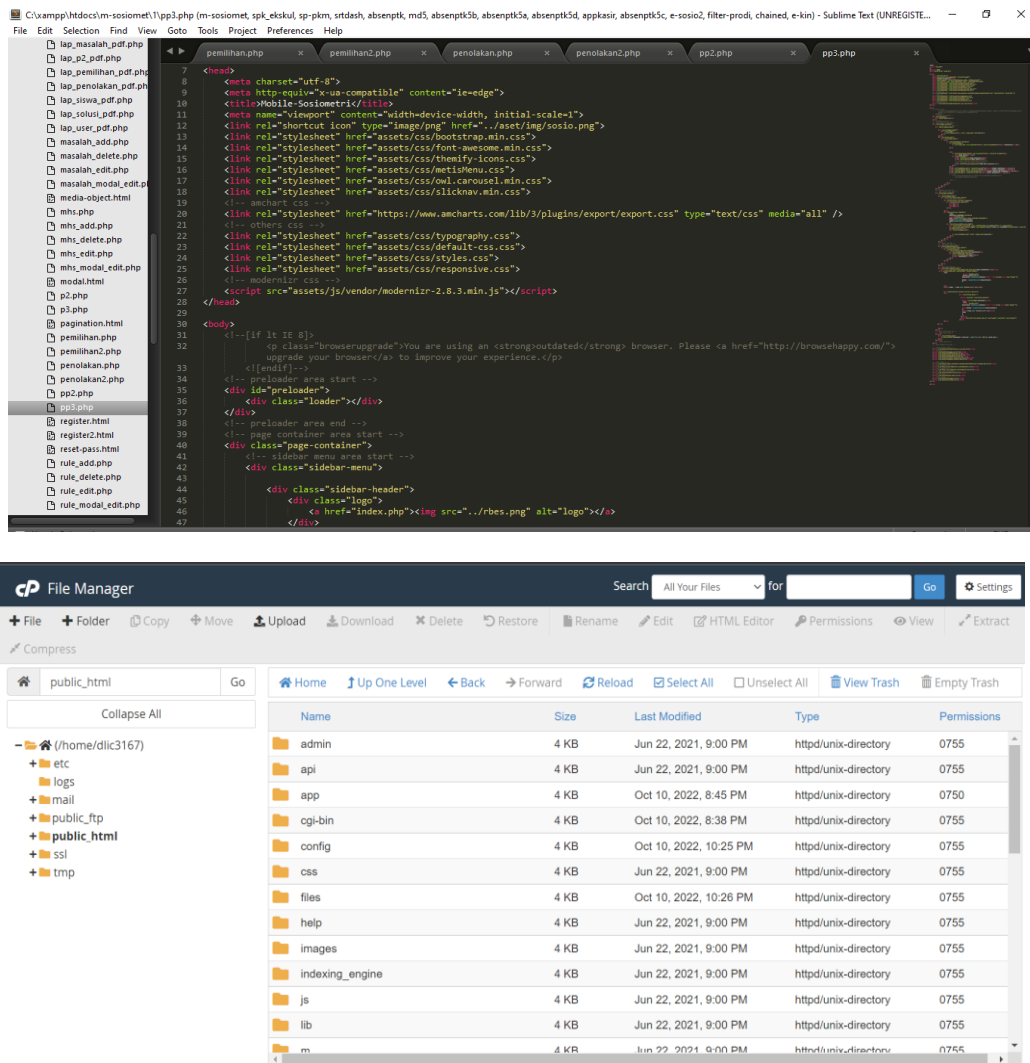 C:\xampp\htdocs\m-sosiomet\1\pp3.php (m-sosiomet, spk_ekskul, sp-pkm, srtdash, absenptk, md5, absenptk5b, absenptk5a, absenptk5d, appkasir, absenptk5c, e-sosio2, filter-prodi, chained, e-kin) - Sublime Text (UNREGISTE...
File Edit Selection Find View Goto Tools Project Preferences Help
lap_masalah_pdf.php
lap_p2_pdf.php
lap_pemilihan_pdf.php
lap_penolakan_pdf.ph
lap_siswa_pdf.php
lap_solusi_pdf.php
lap_user_pdf.php
masalah_add.php
masalah_delete.php
masalah_edit.php
masalah_modal_edit.pl
media-object.html
mhs.php
mhs_add.php
mhs_delete.php
mhs_edit.php
mhs_modal_edit.php
modal.html
p2.php
p3.php
pagination.html
pemilihan.php
pemilihan2.php
penolakan.php
penolakan2.php
pp2.php
pp3.php
register.html
register2.html
reset-pass.html
rule_add.php
rule_delete.php
rule_edit.php
rule_modal_edit.php
pemilihan.php × pemilihan2.php × penolakan.php × penolakan2.php × pp2.php × pp3.php ×
7 <head>
8 <meta charset="utf-8">
9 <meta http-equiv="x-ua-compatible" content="ie=edge">
10 <title>Mobile-Sosiometri</title>
11 <meta name="viewport" content="width=device-width, initial-scale=1">
12 <link rel="shortcut icon" type="image/png" href="../aset/img/sosio.png">
13 <link rel="stylesheet" href="assets/css/bootstrap.min.css">
14 <link rel="stylesheet" href="assets/css/font-awesome.min.css">
15 <link rel="stylesheet" href="assets/css/themify-icons.css">
16 <link rel="stylesheet" href="assets/css/metisMenu.css">
17 <link rel="stylesheet" href="assets/css/owl.carousel.min.css">
18 <link rel="stylesheet" href="assets/css/slicknav.min.css">
19 <!-- amchart css -->
20 <link rel="stylesheet" href="https://www.amcharts.com/lib/3/plugins/export/export.css" type="text/css" media="all" />
21 <!-- others css -->
22 <link rel="stylesheet" href="assets/css/typography.css">
23 <link rel="stylesheet" href="assets/css/default-css.css">
24 <link rel="stylesheet" href="assets/css/styles.css">
25 <link rel="stylesheet" href="assets/css/responsive.css">
26 <!-- modernizr css -->
27 <script src="assets/js/vendor/modernizr-2.8.3.min.js"></script>
28 </head>
29
30 <body>
31 <!--[if lt IE 8]>
32 <p class="browserupgrade">You are using an <strong>outdated</strong> browser. Please <a href="http://browsehappy.com/">
upgrade your browser</a> to improve your experience.</p>
33 <![endif]-->
34 <!-- preloader area start -->
35 <div id="preloader">
36 <div class="loader"></div>
37 </div>
38 <!-- preloader area end -->
39 <!-- page container area start -->
40 <div class="page-container">
41 <!-- sidebar menu area start -->
42 <div class="sidebar-menu">
43
44 <div class="sidebar-header">
45 <div class="logo">
46 <a href="index.php"><img src="../rbes.png" alt="logo"></a>
47 </div>
cP File Manager Search All Your Files for Go Settings
File Folder Copy Move Upload Download Delete Restore Rename Edit HTML Editor Permissions View Extract
Compress
public_html Go
Home Up One Level Back Forward Reload Select All Unselect All View Trash Empty Trash
Collapse All
(/home/dlic3167)
etc
logs
mail
public_ftp
public_html
ssl
tmp
Name Size Last Modified Type Permissions
admin 4 KB Jun 22, 2021, 9:00 PM httpd/unix-directory 0755
api 4 KB Jun 22, 2021, 9:00 PM httpd/unix-directory 0755
app 4 KB Oct 10, 2022, 8:45 PM httpd/unix-directory 0750
cgi-bin 4 KB Oct 10, 2022, 8:38 PM httpd/unix-directory 0755
config 4 KB Oct 10, 2022, 10:25 PM httpd/unix-directory 0755
css 4 KB Jun 22, 2021, 9:00 PM httpd/unix-directory 0755
files 4 KB Oct 10, 2022, 10:26 PM httpd/unix-directory 0755
help 4 KB Jun 22, 2021, 9:00 PM httpd/unix-directory 0755
images 4 KB Jun 22, 2021, 9:00 PM httpd/unix-directory 0755
indexing_engine 4 KB Jun 22, 2021, 9:00 PM httpd/unix-directory 0755
js 4 KB Jun 22, 2021, 9:00 PM httpd/unix-directory 0755
lib 4 KB Jun 22, 2021, 9:00 PM httpd/unix-directory 0755
m 4 KB Jun 22, 2021, 9:00 PM httpd/unix-directory 0755